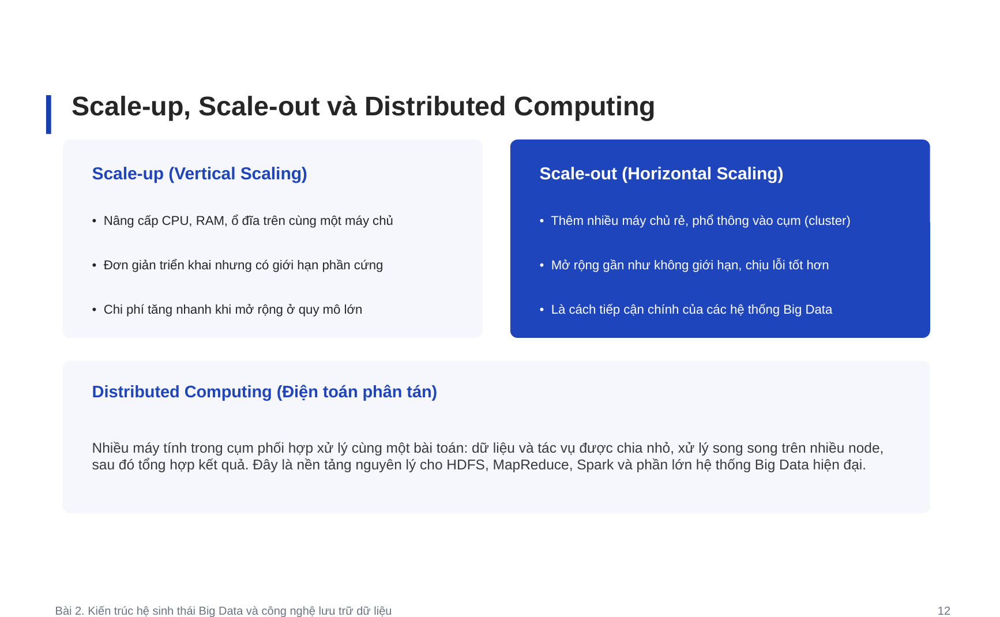 Scale-up, Scale-out và Distributed Computing
Scale-up (Vertical Scaling)
• Nâng cấp CPU, RAM, ổ đĩa trên cùng một máy chủ
• Đơn giản triển khai nhưng có giới hạn phần cứng
• Chi phí tăng nhanh khi mở rộng ở quy mô lớn
Scale-out (Horizontal Scaling)
• Thêm nhiều máy chủ rẻ, phổ thông vào cụm (cluster)
• Mở rộng gần như không giới hạn, chịu lỗi tốt hơn
• Là cách tiếp cận chính của các hệ thống Big Data
Distributed Computing (Điện toán phân tán)
Nhiều máy tính trong cụm phối hợp xử lý cùng một bài toán: dữ liệu và tác vụ được chia nhỏ, xử lý song song trên nhiều node,
sau đó tổng hợp kết quả. Đây là nền tảng nguyên lý cho HDFS, MapReduce, Spark và phần lớn hệ thống Big Data hiện đại.
Bài 2. Kiến trúc hệ sinh thái Big Data và công nghệ lưu trữ dữ liệu
12